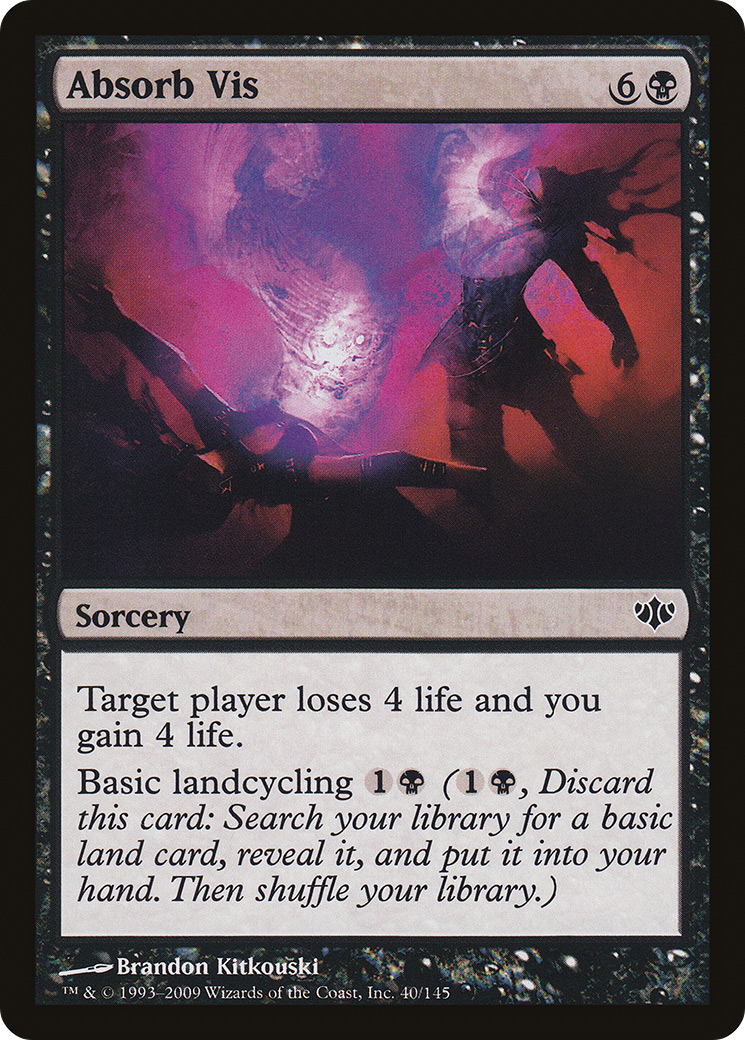 Absorb Vis 6
Sorcery
Target player loses 4 life and you
gain 4 life.
Basic landcycling 1 (1, Discard
this card: Search your library for a basic
land card, reveal it, and put it into your
hand. Then shuffle your library.)
Brandon Kitkouski
™ & © 1993–2009 Wizards of the Coast, Inc. 40/145